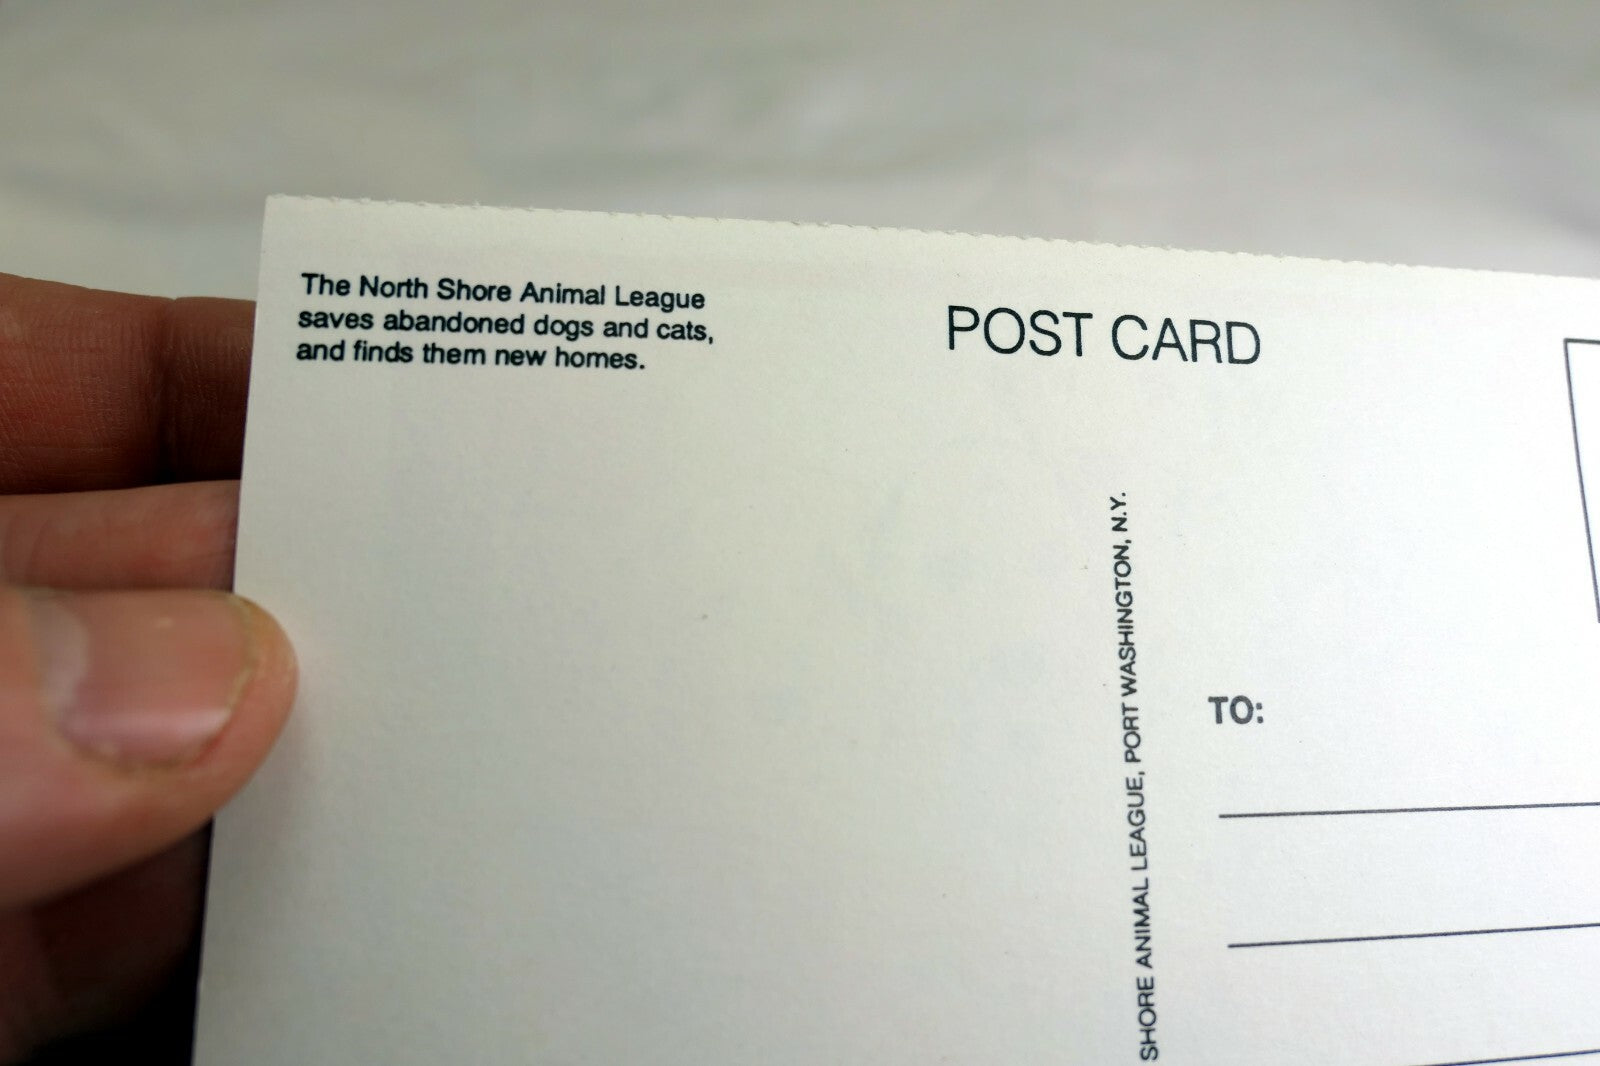 The North Shore Animal League
saves abandoned dogs and cats,
and finds them new homes.
POST CARD
SHORE ANIMAL LEAGUE, PORT WASHINGTON, N.Y.
TO: